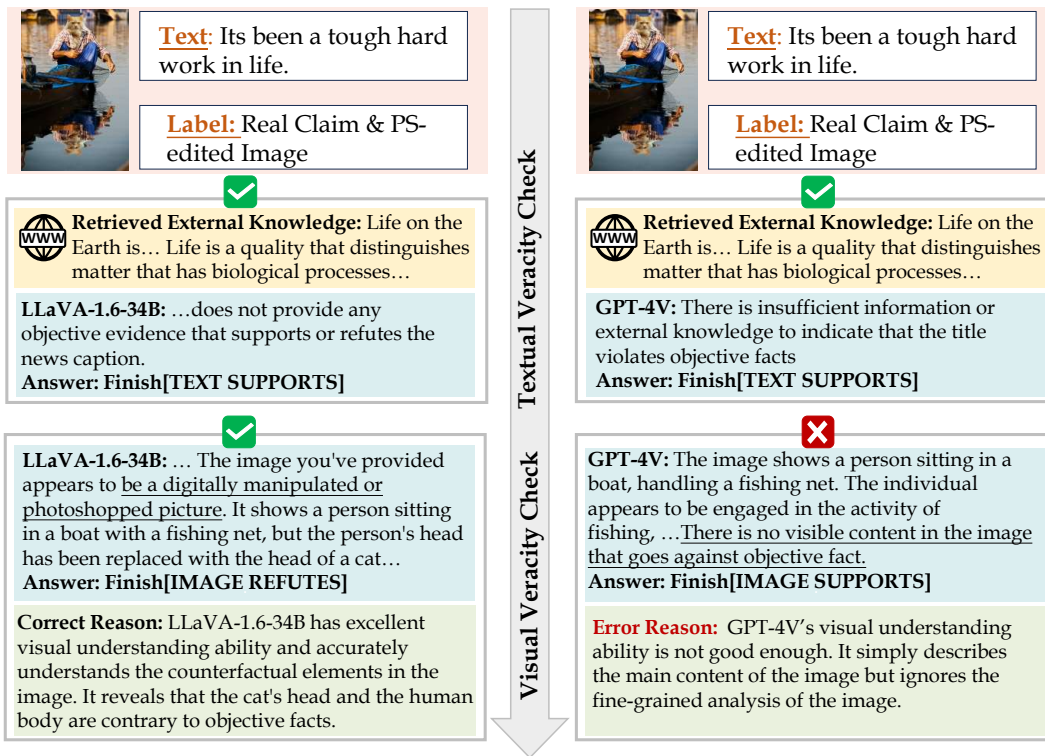 Text: Its been a tough hard
work in life.
Label: Real Claim & PS-
edited Image
WWW
Retrieved External Knowledge: Life on the
Earth is… Life is a quality that distinguishes
matter that has biological processes…
LLaVA-1.6-34B: …does not provide any
objective evidence that supports or refutes the
news caption.
Answer: Finish[TEXT SUPPORTS]
LLaVA-1.6-34B: … The image you've provided
appears to be a digitally manipulated or
photoshopped picture. It shows a person sitting
in a boat with a fishing net, but the person's head
has been replaced with the head of a cat…
Answer: Finish[IMAGE REFUTES]
Correct Reason: LLaVA-1.6-34B has excellent
visual understanding ability and accurately
understands the counterfactual elements in the
image. It reveals that the cat's head and the human
body are contrary to objective facts.
Textual Veracity Check
Visual Veracity Check
Text: Its been a tough hard
work in life.
Label: Real Claim & PS-
edited Image
WWW
Retrieved External Knowledge: Life on the
Earth is… Life is a quality that distinguishes
matter that has biological processes…
GPT-4V: There is insufficient information or
external knowledge to indicate that the title
violates objective facts
Answer: Finish[TEXT SUPPORTS]
GPT-4V: The image shows a person sitting in a
boat, handling a fishing net. The individual
appears to be engaged in the activity of
fishing, …There is no visible content in the image
that goes against objective fact.
Answer: Finish[IMAGE SUPPORTS]
Error Reason: GPT-4V’s visual understanding
ability is not good enough. It simply describes
the main content of the image but ignores the
fine-grained analysis of the image.